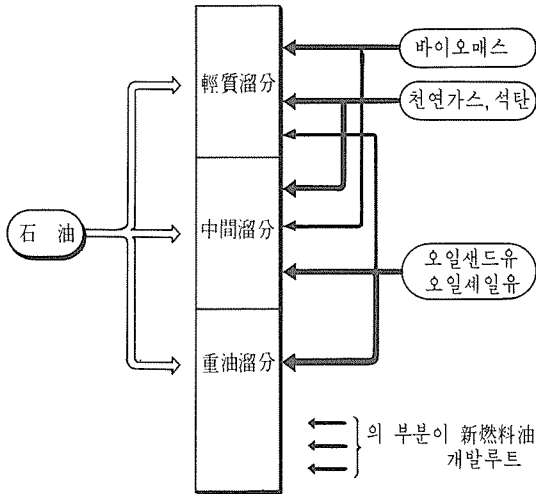 바이오매스
輕質溜分
천연가스, 석탄
石 油
中間溜分
오일샌드유
오일셰일유
重油溜分
의 부분이 新燃料油
개발루트